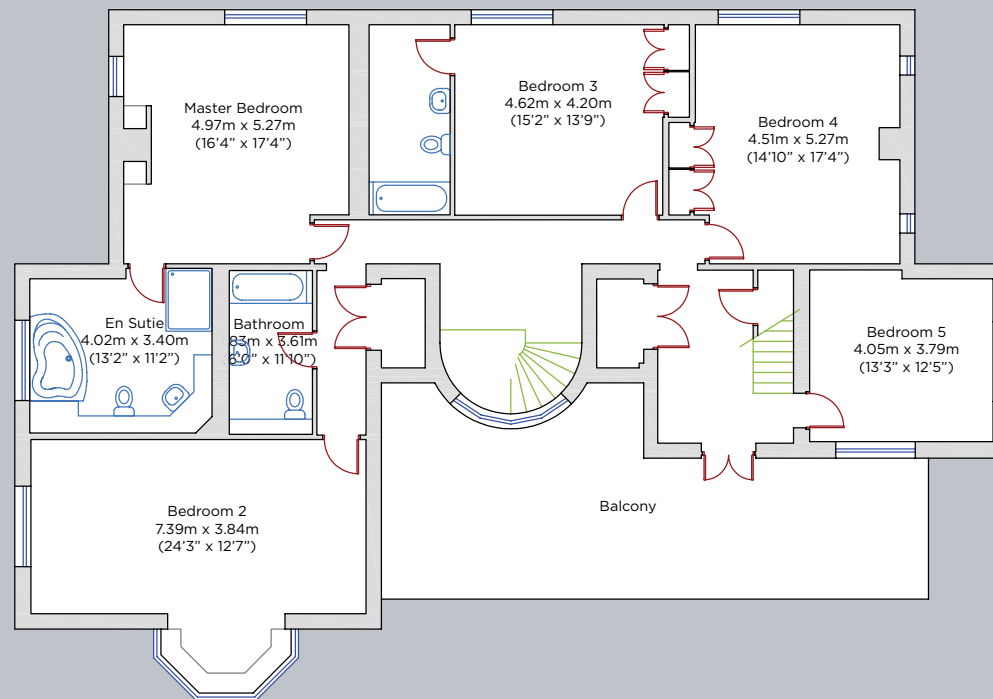 Master Bedroom
4.97m x 5.27m
(16’4” x 17’4”)
Bedroom 3
4.62m x 4.20m
(15’2” x 13’9”)
Bedroom 4
4.51m x 5.27m
(14’10” x 17’4”)
En Sutie
4.02m x 3.40m
(13’2” x 11’2”)
Bathroom
83m x 3.61m
6’0” x 11’10”)
Bedroom 5
4.05m x 3.79m
(13’3” x 12’5”)
Bedroom 2
7.39m x 3.84m
(24’3” x 12’7”)
Balcony